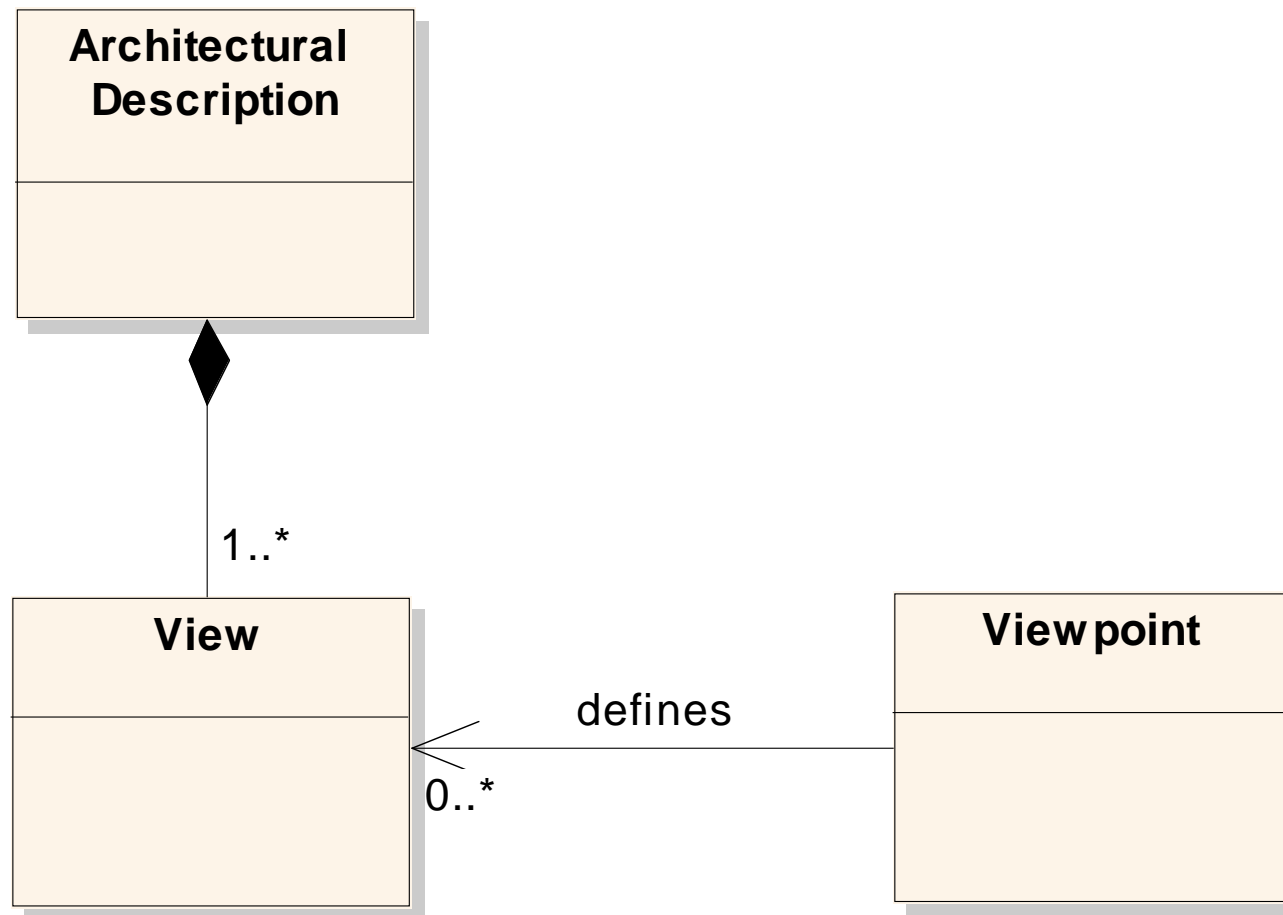 Architectural
Description
1..*
View
Viewpoint
defines
0..*